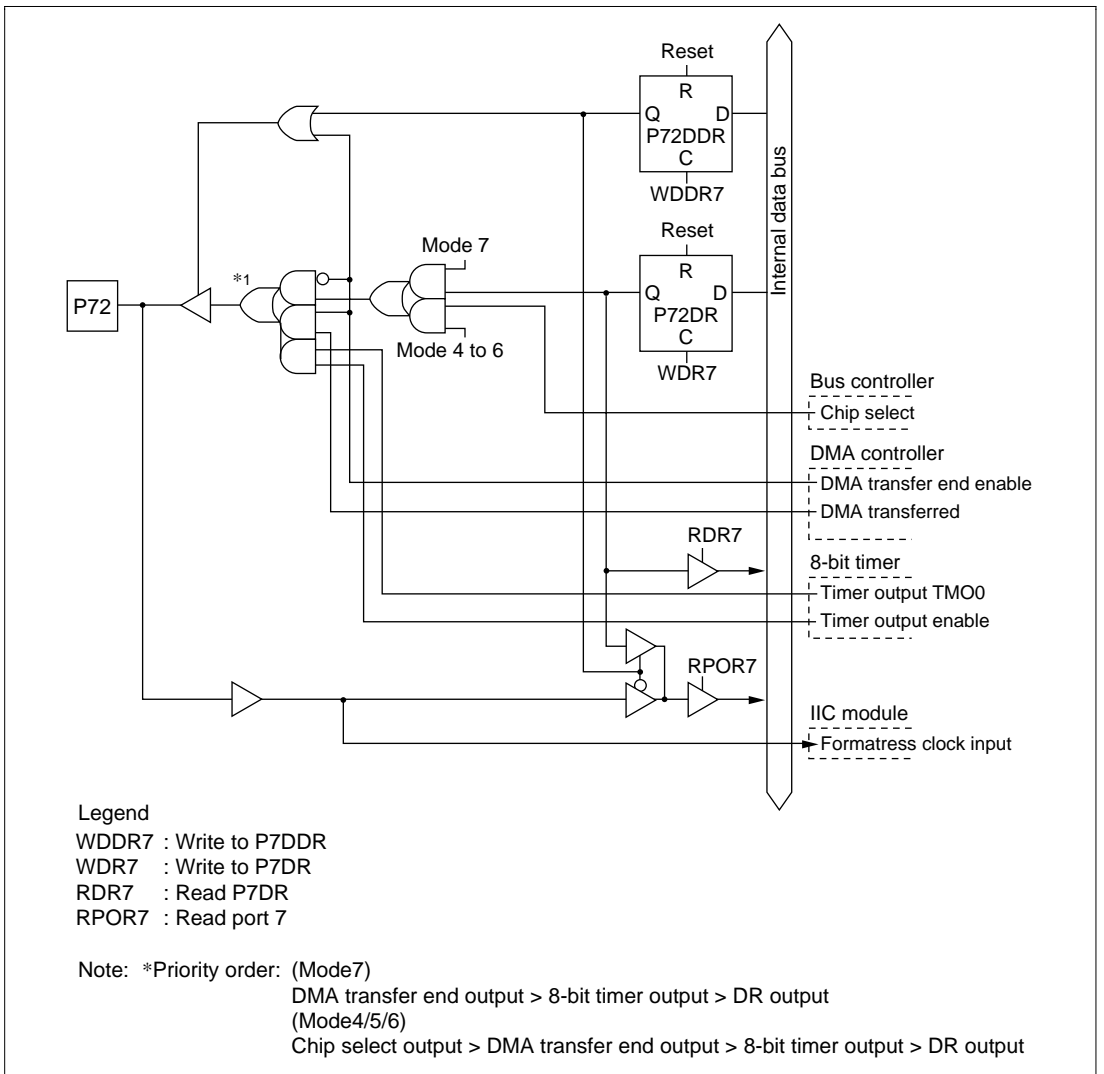 Reset
R
Q D
P72DDR
C
WDDR7
Internal data bus
Reset
R
Q D
P72DR
C
WDR7
Mode 7
*1
P72
Mode 4 to 6
Bus controller
Chip select
DMA controller
DMA transfer end enable
DMA transferred
RDR7
8-bit timer
Timer output TMO0
Timer output enable
RPOR7
IIC module
Formatress clock input
Legend
WDDR7 : Write to P7DDR
WDR7 : Write to P7DR
RDR7 : Read P7DR
RPOR7 : Read port 7
Note: *Priority order: (Mode7)
DMA transfer end output > 8-bit timer output > DR output
(Mode4/5/6)
Chip select output > DMA transfer end output > 8-bit timer output > DR output